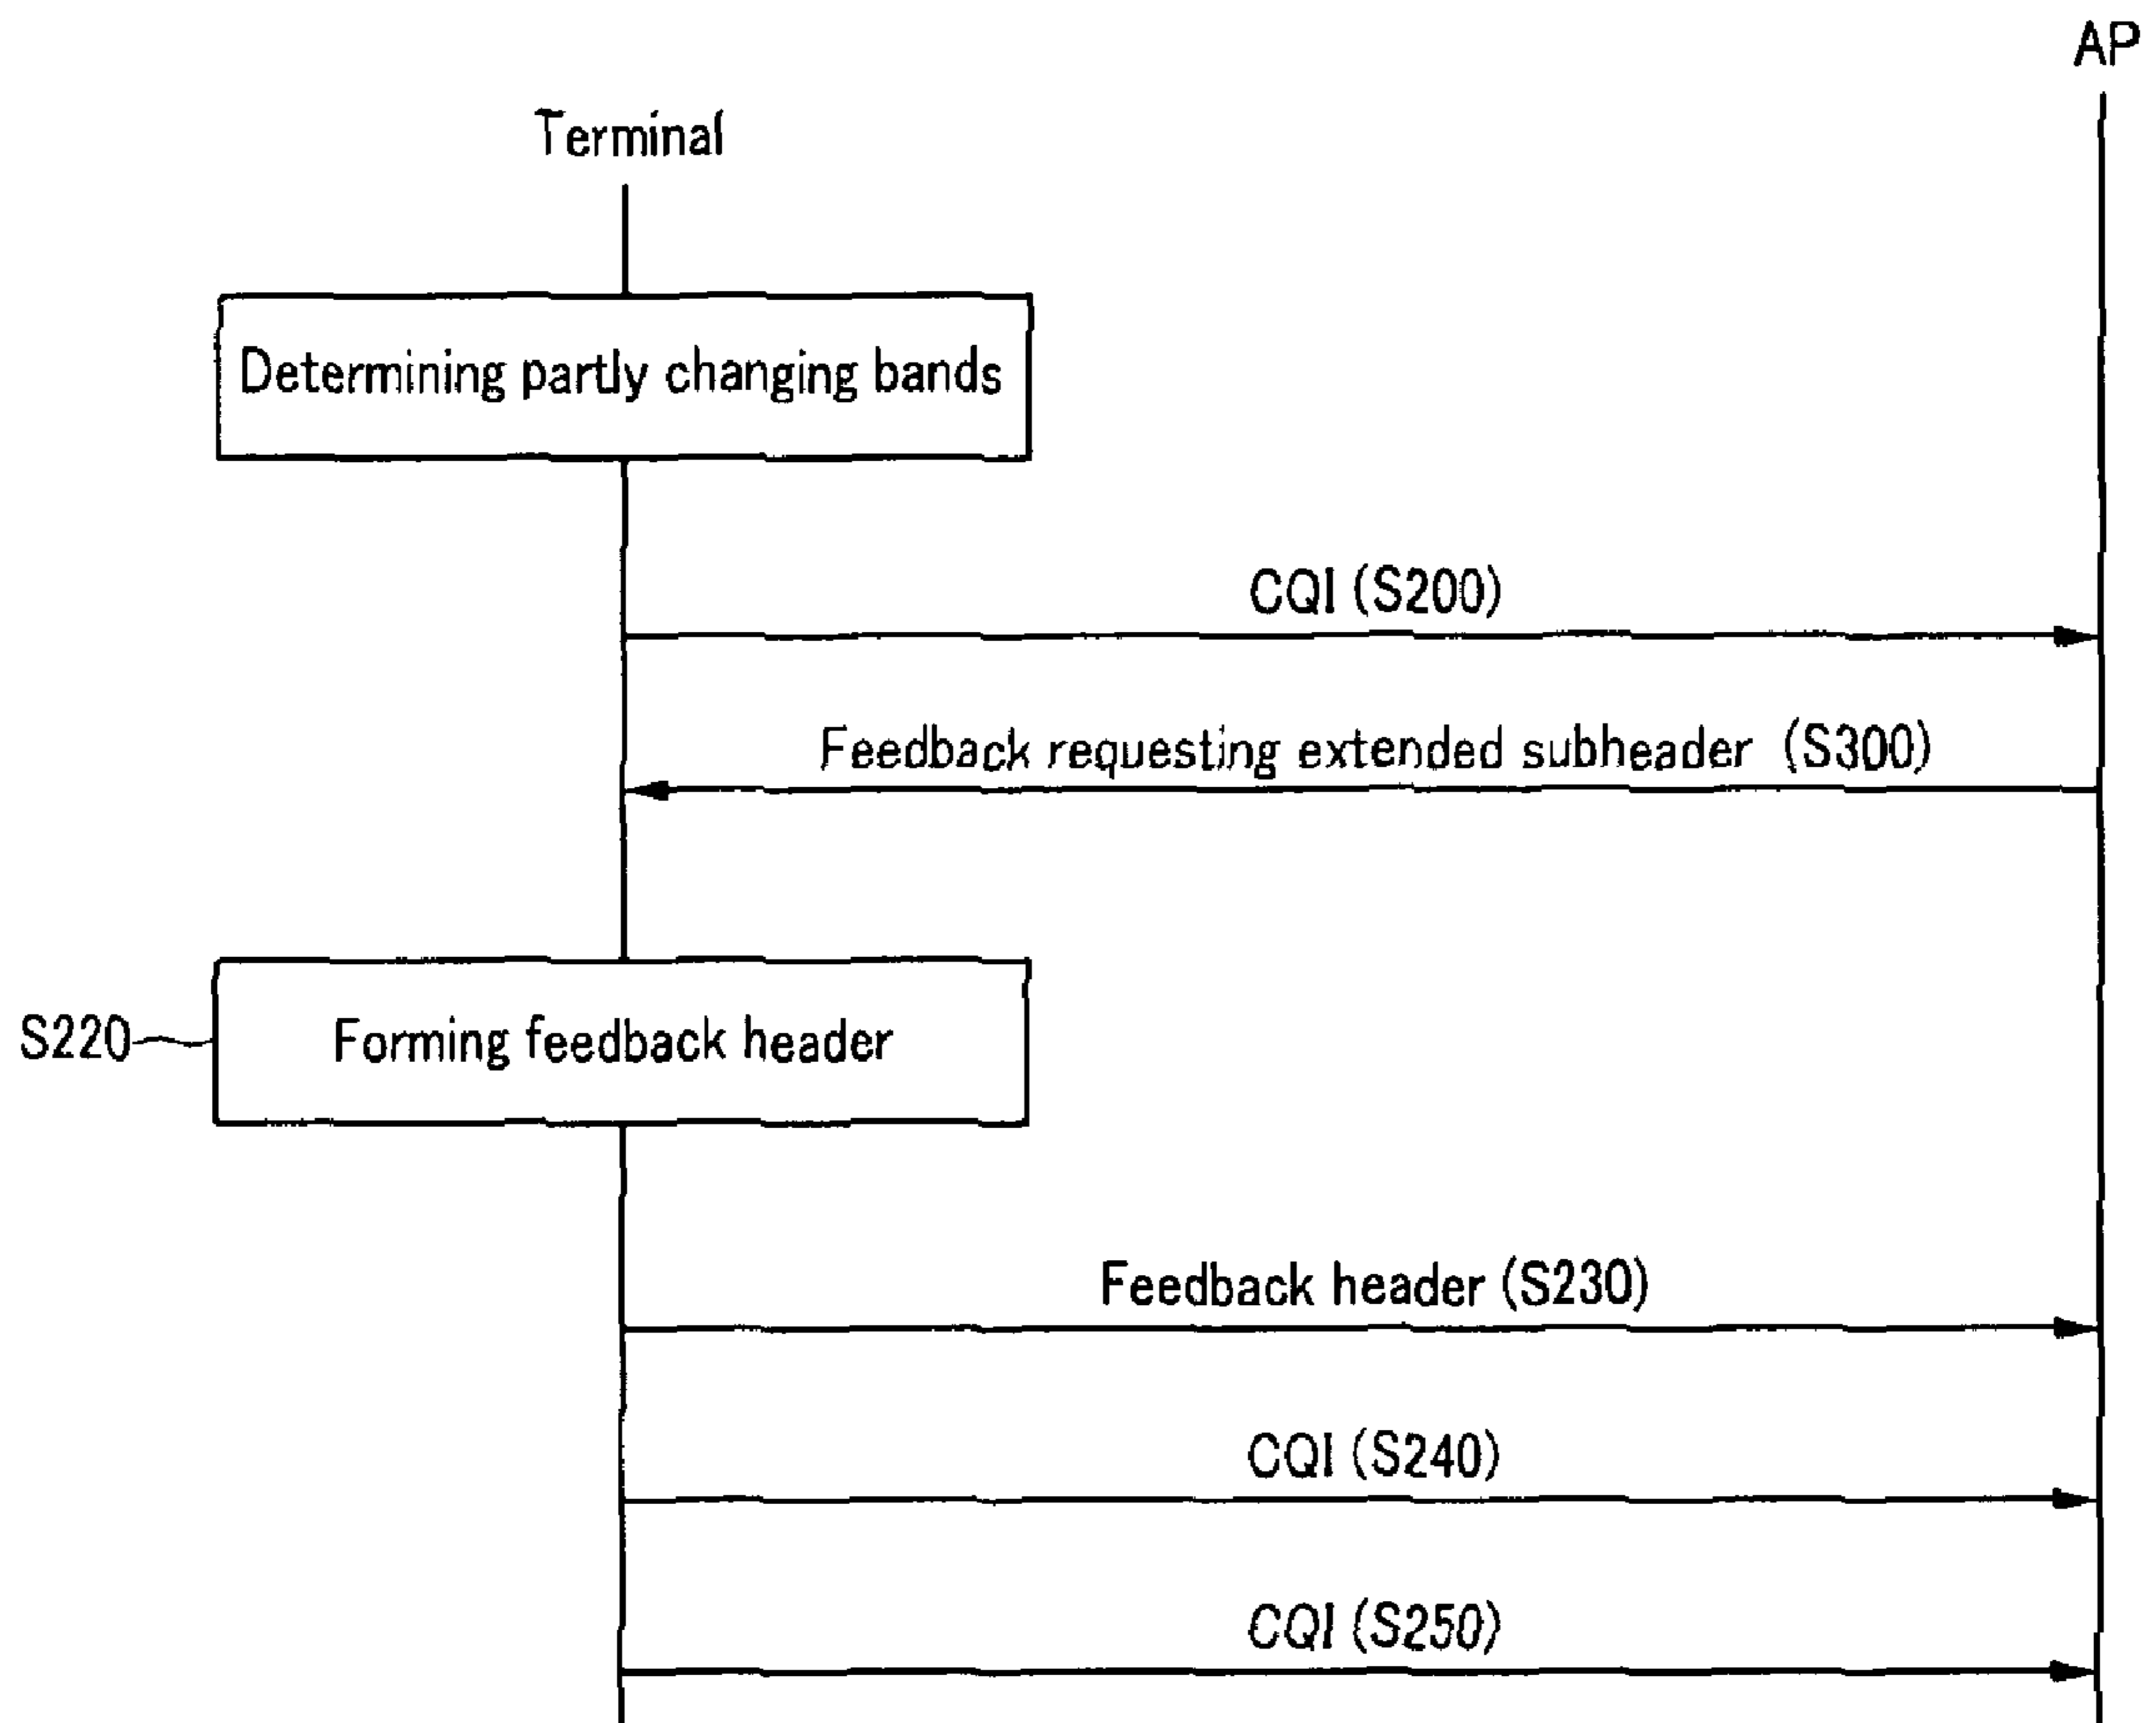 AP
Terminal
Determining partly changing bands
CQI (S200)
Feedback requesting extended subheader (S300)
S220
Forming feedback header
Feedback header (S230)
CQI (S240)
CQI (S250)